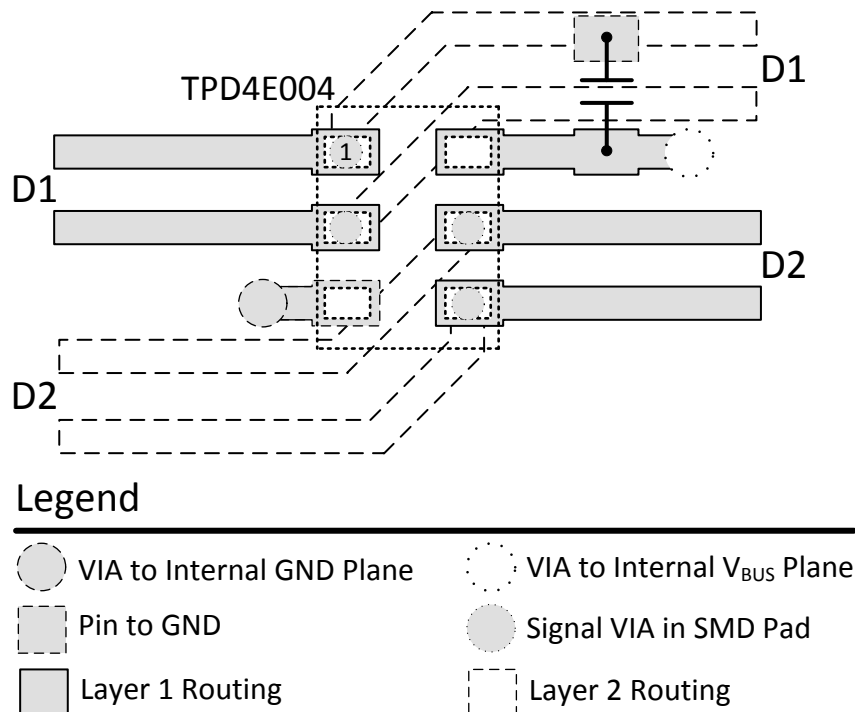 TPD4E004
D1
1
D1
D2
D2
Legend
VIA to Internal GND Plane
VIA to Internal VBUS Plane
Pin to GND
Signal VIA in SMD Pad
Layer 1 Routing
Layer 2 Routing